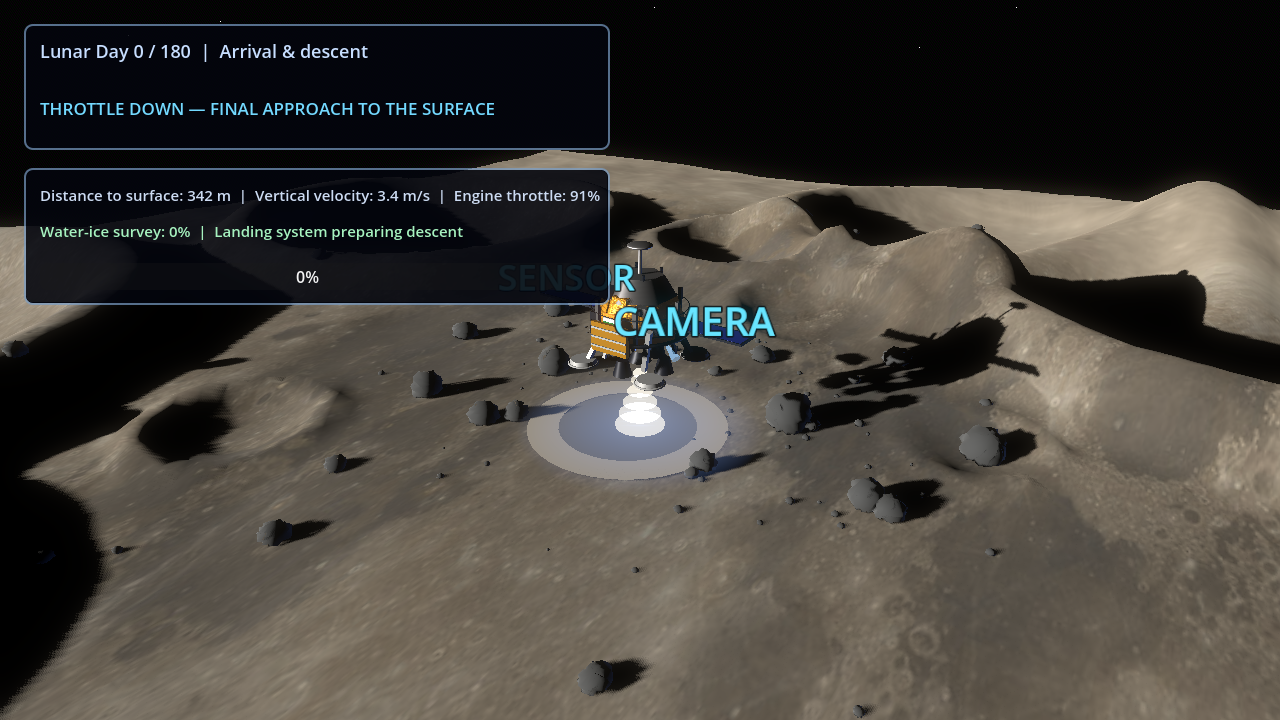 Lunar Day 0 / 180 | Arrival & descent
THROTTLE DOWN — FINAL APPROACH TO THE SURFACE
Distance to surface: 342 m | Vertical velocity: 3.4 m/s | Engine throttle: 91%
Water-ice survey: 0% | Landing system preparing descent
0%
SENSOR
CAMERA